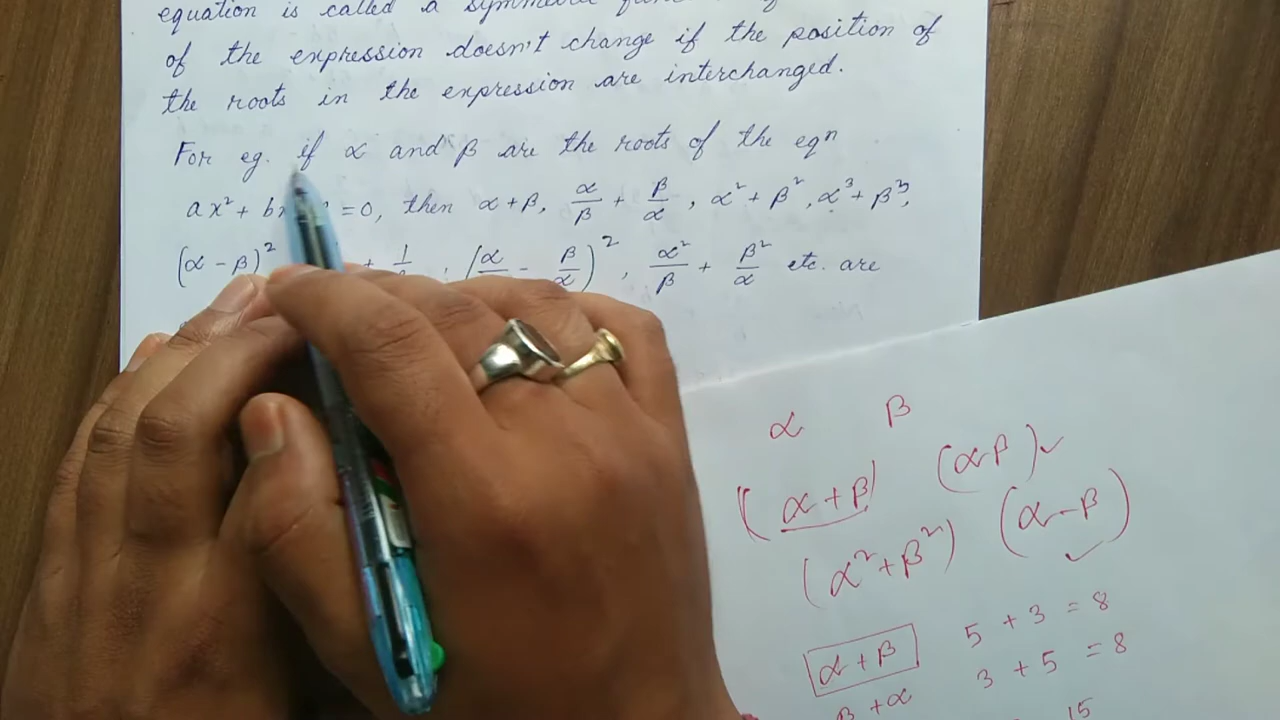 equation is called a symmetric
of the expression doesn't change if the position of
the roots in the expression are interchanged.
For eg. if α and β are the roots of the eqn
ax² + b = 0, then α + β, α/β + β/α, α² + β², α³ + β³,
(α - β)² + 1/ , (α/ - β/α)², α²/β + β²/α etc. are
α β
(α + β) (αβ) ✓
(α² + β²) (α - β) ✓
α + β 5 + 3 = 8
β + α 3 + 5 = 8
15